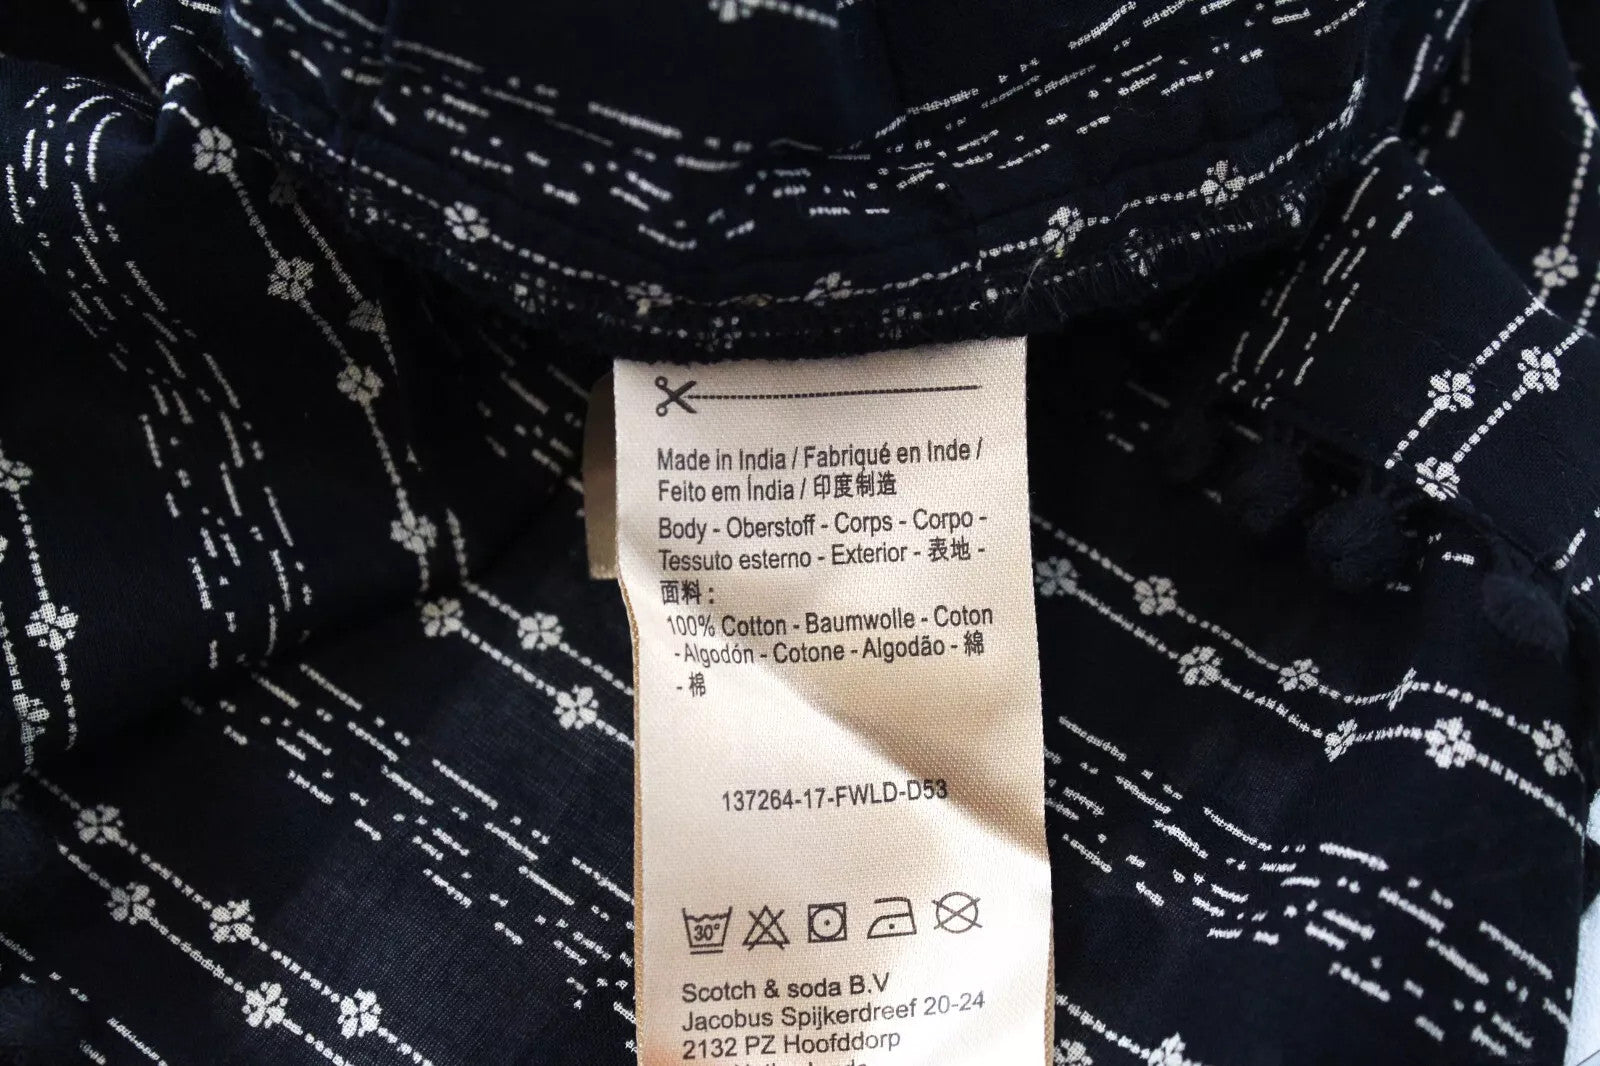 Made in India / Fabriqué en Inde /
Feito em Índia / 印度制造
Body - Oberstoff - Corps - Corpo -
Tessuto esterno - Exterior - 表地 -
面料 :
100% Cotton - Baumwolle - Coton
- Algodón - Cotone - Algodão - 綿
- 棉
137264-17-FWLD-D53
30°
Scotch & soda B.V
Jacobus Spijkerdreef 20-24
2132 PZ Hoofddorp